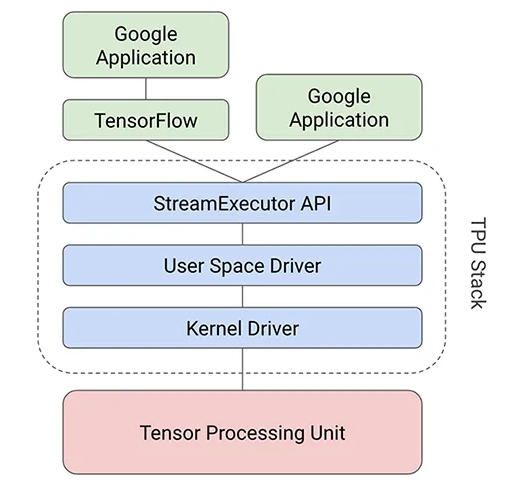 Google
Application
TensorFlow
Google
Application
StreamExecutor API
User Space Driver
Kernel Driver
TPU Stack
Tensor Processing Unit